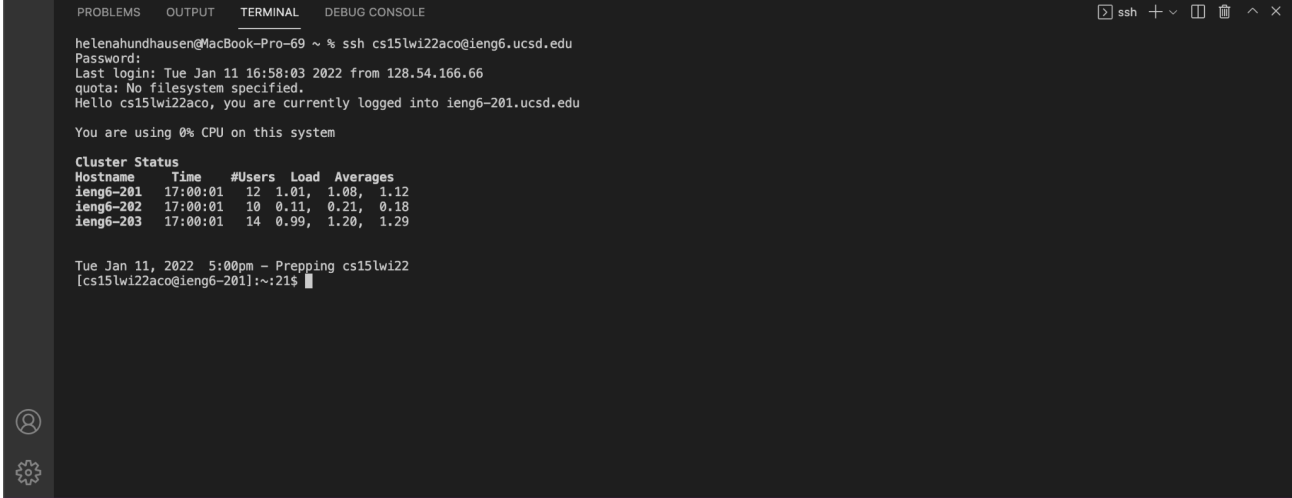 PROBLEMS OUTPUT TERMINAL DEBUG CONSOLE ssh
helenahundhausen@MacBook-Pro-69 ~ % ssh cs15lwi22aco@ieng6.ucsd.edu
Password:
Last login: Tue Jan 11 16:58:03 2022 from 128.54.166.66
quota: No filesystem specified.
Hello cs15lwi22aco, you are currently logged into ieng6-201.ucsd.edu
You are using 0% CPU on this system
Cluster Status
Hostname Time #Users Load Averages
ieng6-201 17:00:01 12 1.01, 1.08, 1.12
ieng6-202 17:00:01 10 0.11, 0.21, 0.18
ieng6-203 17:00:01 14 0.99, 1.20, 1.29
Tue Jan 11, 2022 5:00pm - Prepping cs15lwi22
[cs15lwi22aco@ieng6-201]:~:21$